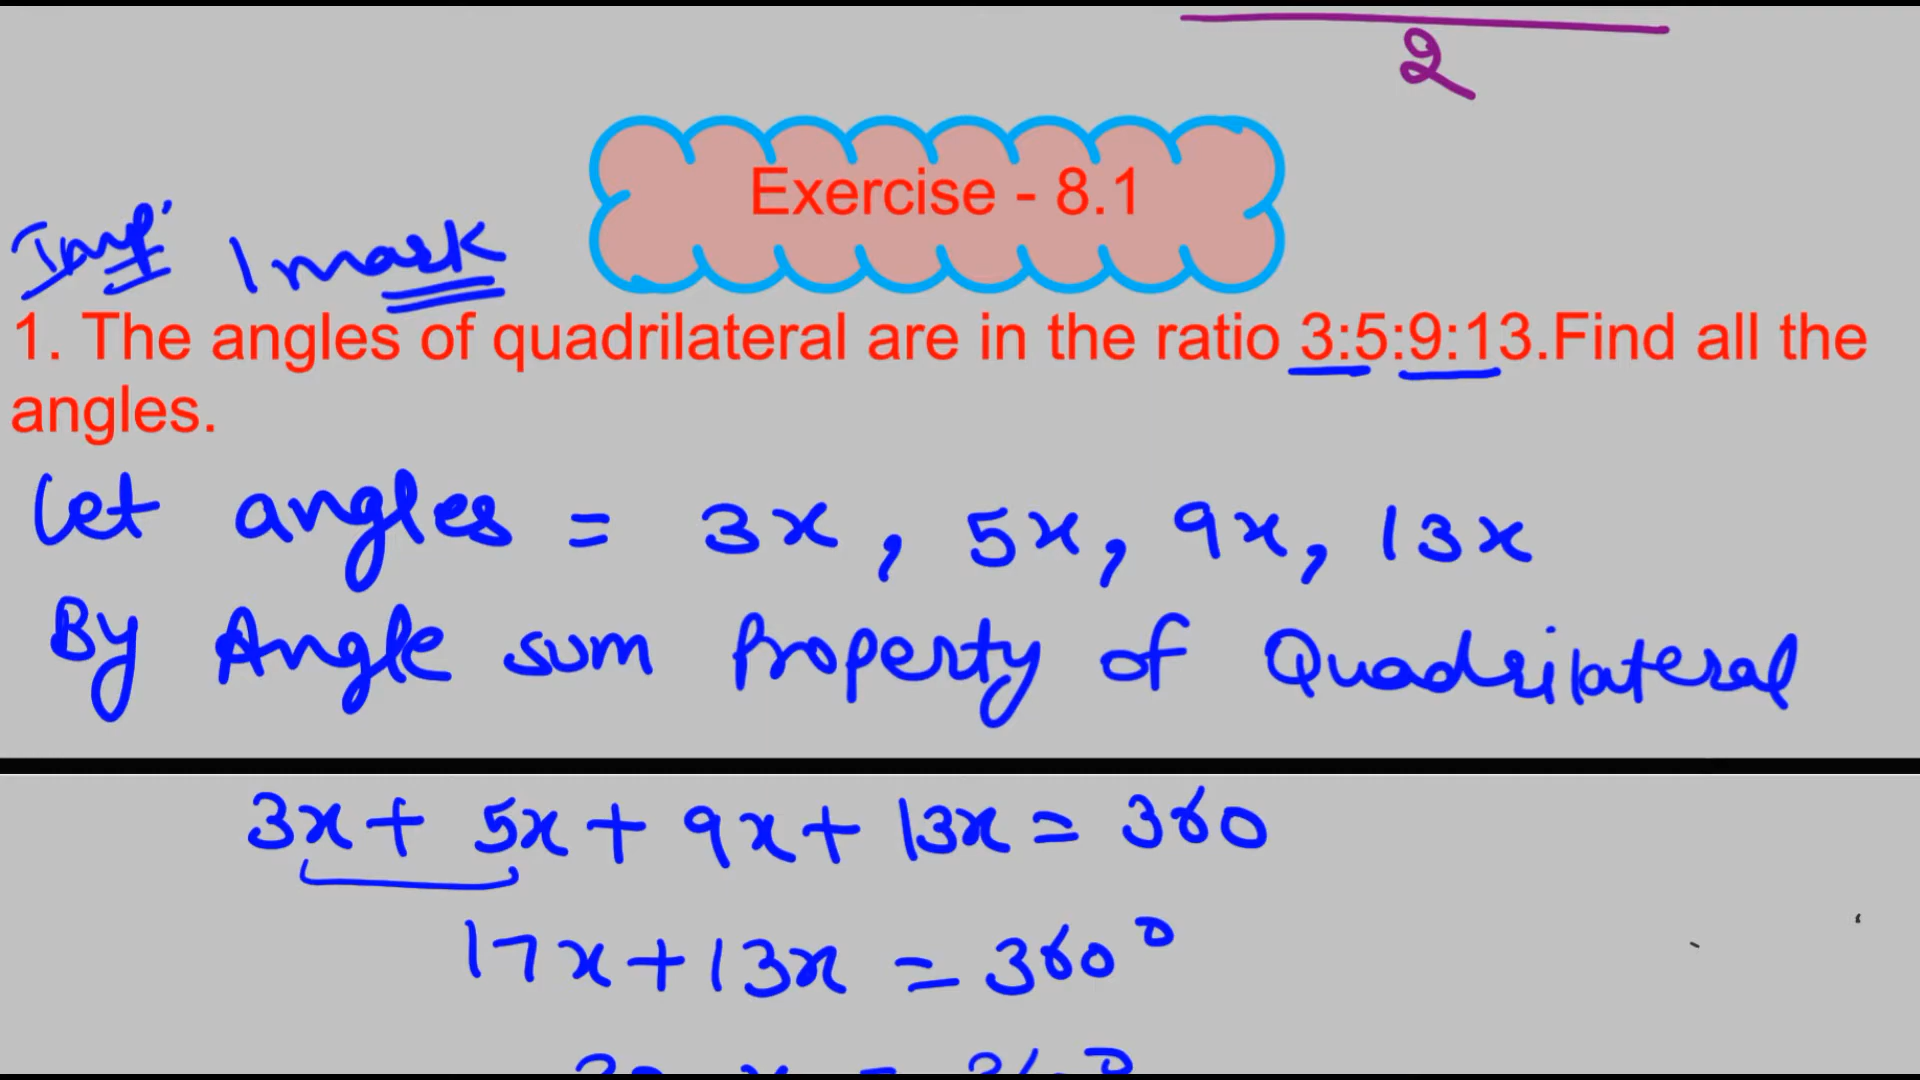 2
Exercise - 8.1
Imp. 1 mark
1. The angles of quadrilateral are in the ratio 3:5:9:13.Find all the
angles.
Let angles = 3x, 5x, 9x, 13x
By Angle sum Property of Quadrilateral
3x + 5x + 9x + 13x = 360
17x + 13x = 360°